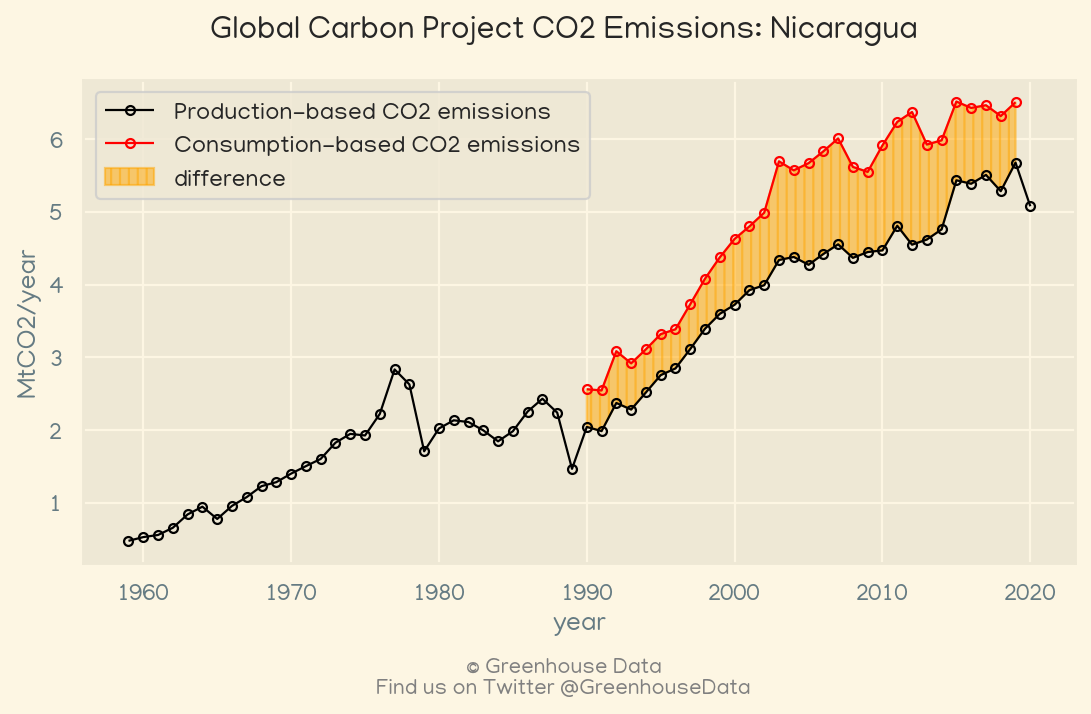 Global Carbon Project CO2 Emissions: Nicaragua
Production-based CO2 emissions
Consumption-based CO2 emissions
difference
6
5
4
3
2
1
MtCO2/year
1960 1970 1980 1990 2000 2010 2020
year
© Greenhouse Data
Find us on Twitter @GreenhouseData